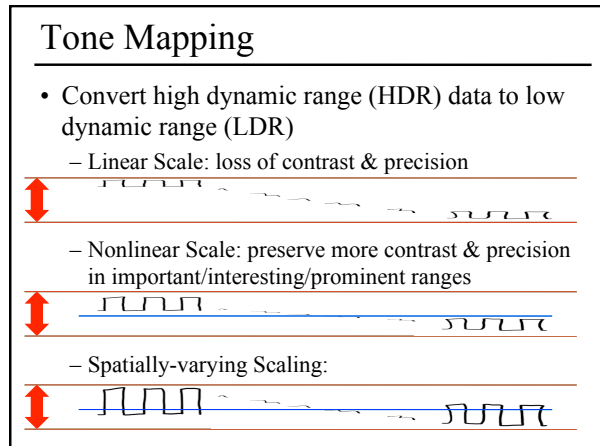 Tone Mapping
• Convert high dynamic range (HDR) data to low
dynamic range (LDR)
– Linear Scale: loss of contrast & precision
– Nonlinear Scale: preserve more contrast & precision
in important/interesting/prominent ranges
– Spatially-varying Scaling: